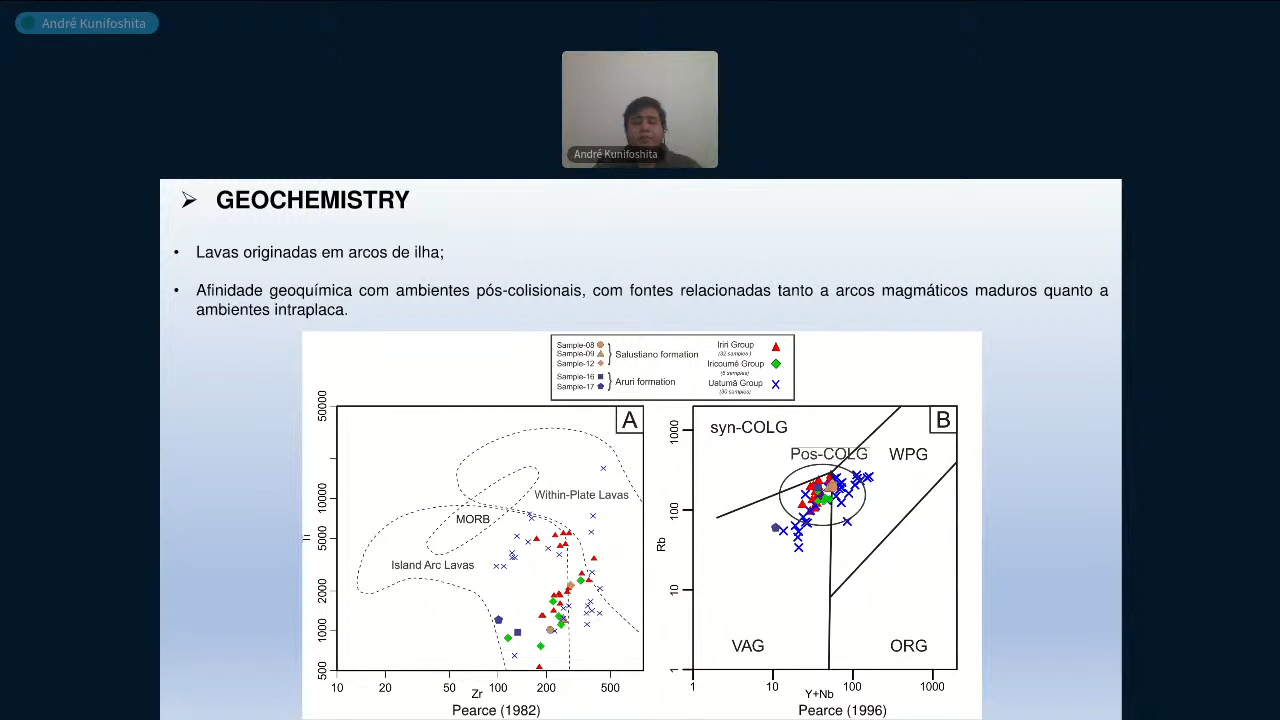 André Kunifoshita
André Kunifoshita
GEOCHEMISTRY
• Lavas originadas em arcos de ilha;
• Afinidade geoquímica com ambientes pós-colisionais, com fontes relacionadas tanto a arcos magmáticos maduros quanto a
ambientes intraplaca.
Sample-08
Sample-09
Sample-12
Salustiano formation
Sample-16
Sample-17
Aruri formation
Iriri Group
(32 samples)
Iricoumé Group
Uatumã Group
A
50000
10000
5000
2000
1000
500
Within-Plate Lavas
MORB
Island Arc Lavas
10 20 50 100 200 500
Zr
Pearce (1982)
B
syn-COLG
Pos-COLG
WPG
VAG
ORG
Rb
1000
100
10
1
1 10 100 1000
Y+Nb
Pearce (1996)